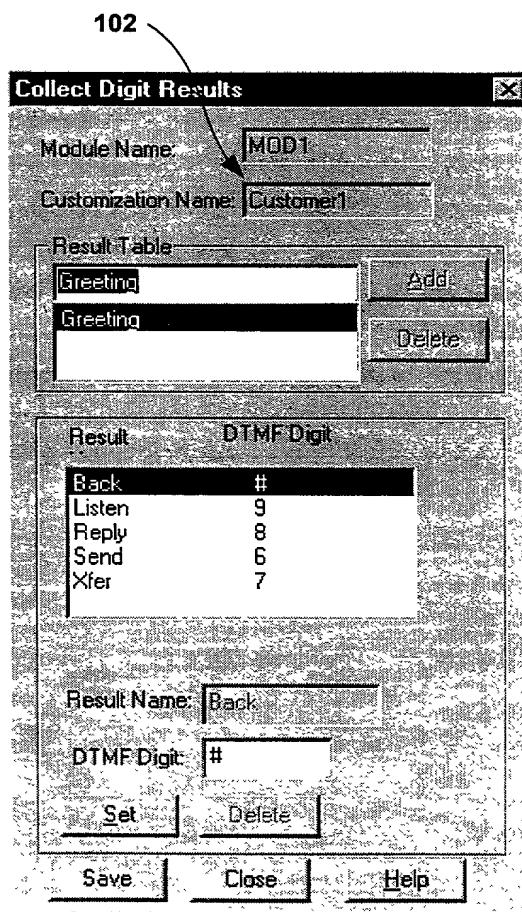 102
Collect Digit Results
Module Name: MOD1
Customization Name: Customer1
Result Table
Greeting Add
Greeting
Delete
Result DTMF Digit
Back #
Listen 9
Reply 8
Send 6
Xfer 7
Result Name: Back
DTMF Digit: #
Set Delete
Save Close Help